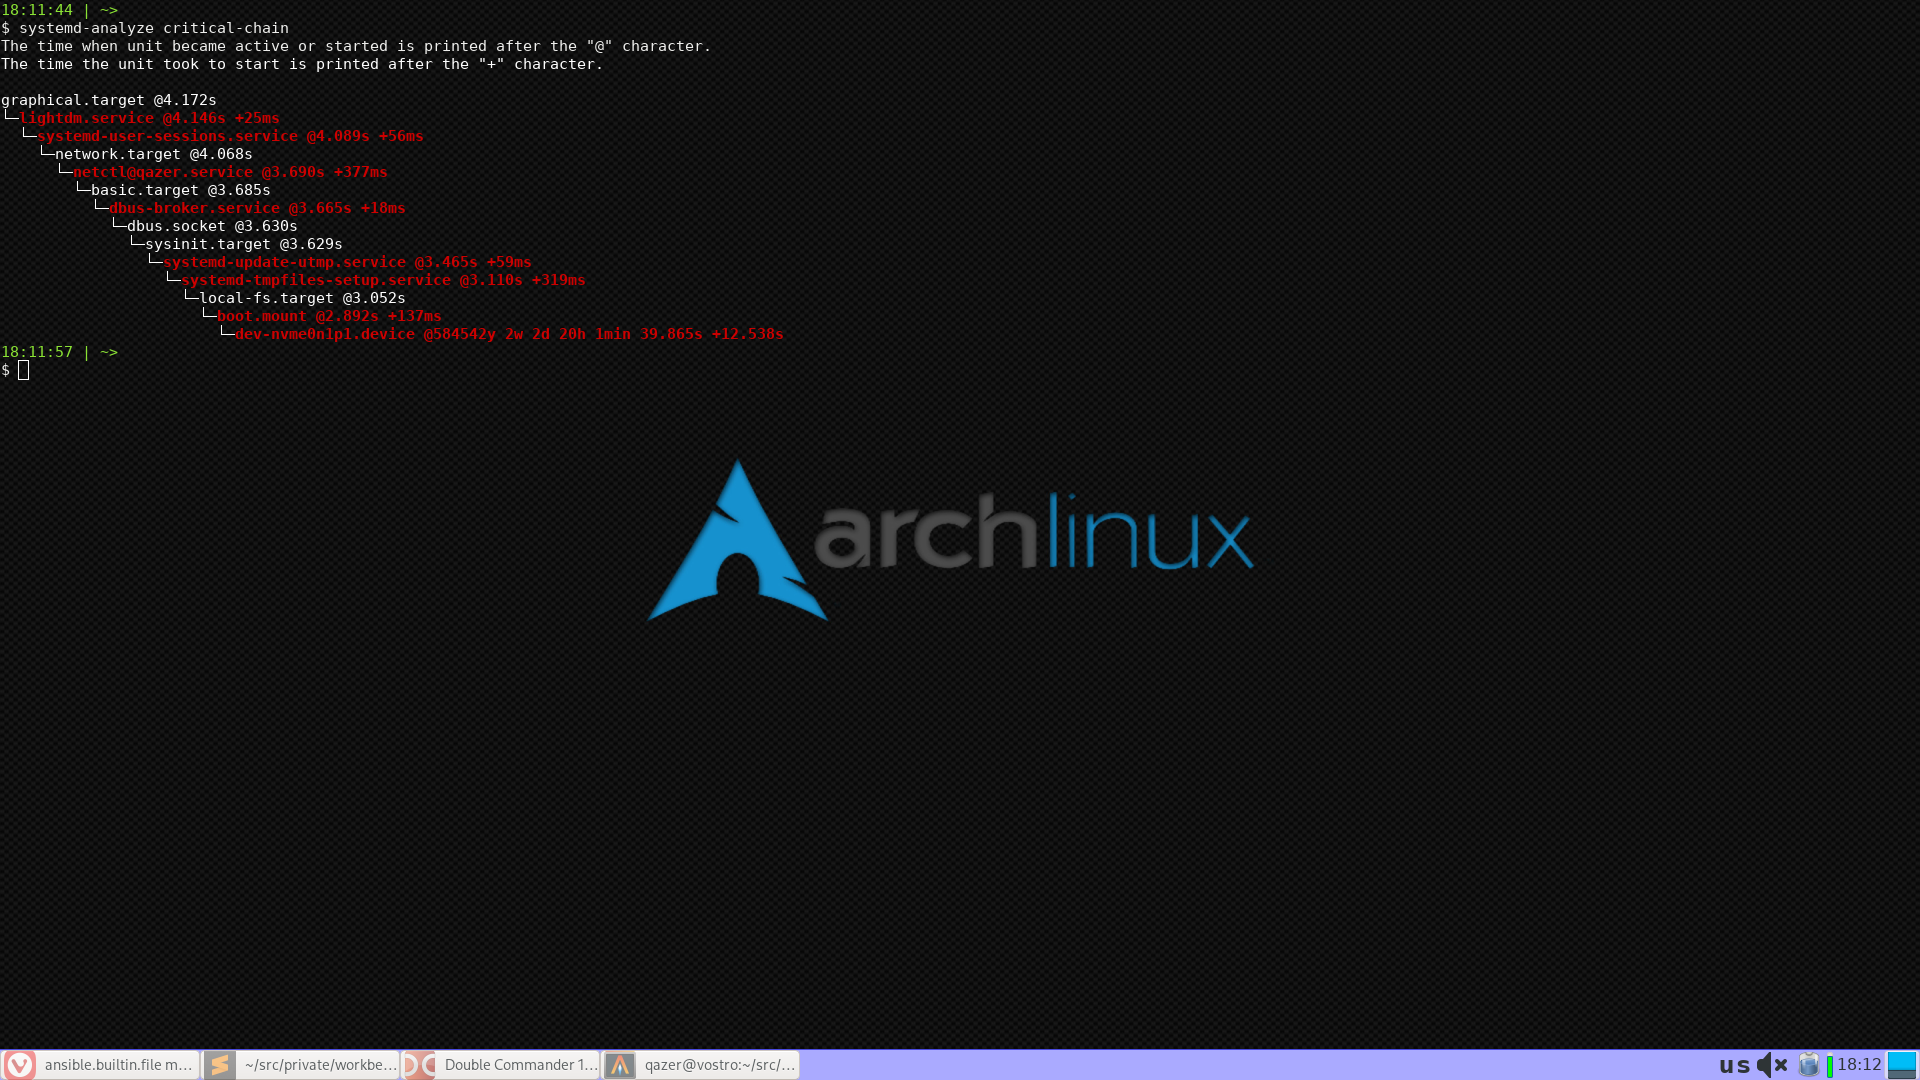 18:11:44 | ~>
$ systemd-analyze critical-chain
The time when unit became active or started is printed after the "@" character.
The time the unit took to start is printed after the "+" character.
graphical.target @4.172s
└─lightdm.service @4.146s +25ms
└─systemd-user-sessions.service @4.089s +56ms
└─network.target @4.068s
└─netctl@qazer.service @3.690s +377ms
└─basic.target @3.685s
└─dbus-broker.service @3.665s +18ms
└─dbus.socket @3.630s
└─sysinit.target @3.629s
└─systemd-update-utmp.service @3.465s +59ms
└─systemd-tmpfiles-setup.service @3.110s +319ms
└─local-fs.target @3.052s
└─boot.mount @2.892s +137ms
└─dev-nvme0n1p1.device @584542y 2w 2d 20h 1min 39.865s +12.538s
18:11:57 | ~>
$
archlinux
ansible.builtin.file m... ~/src/private/workbe... Double Commander 1... qazer@vostro:~/src/... us 18:12